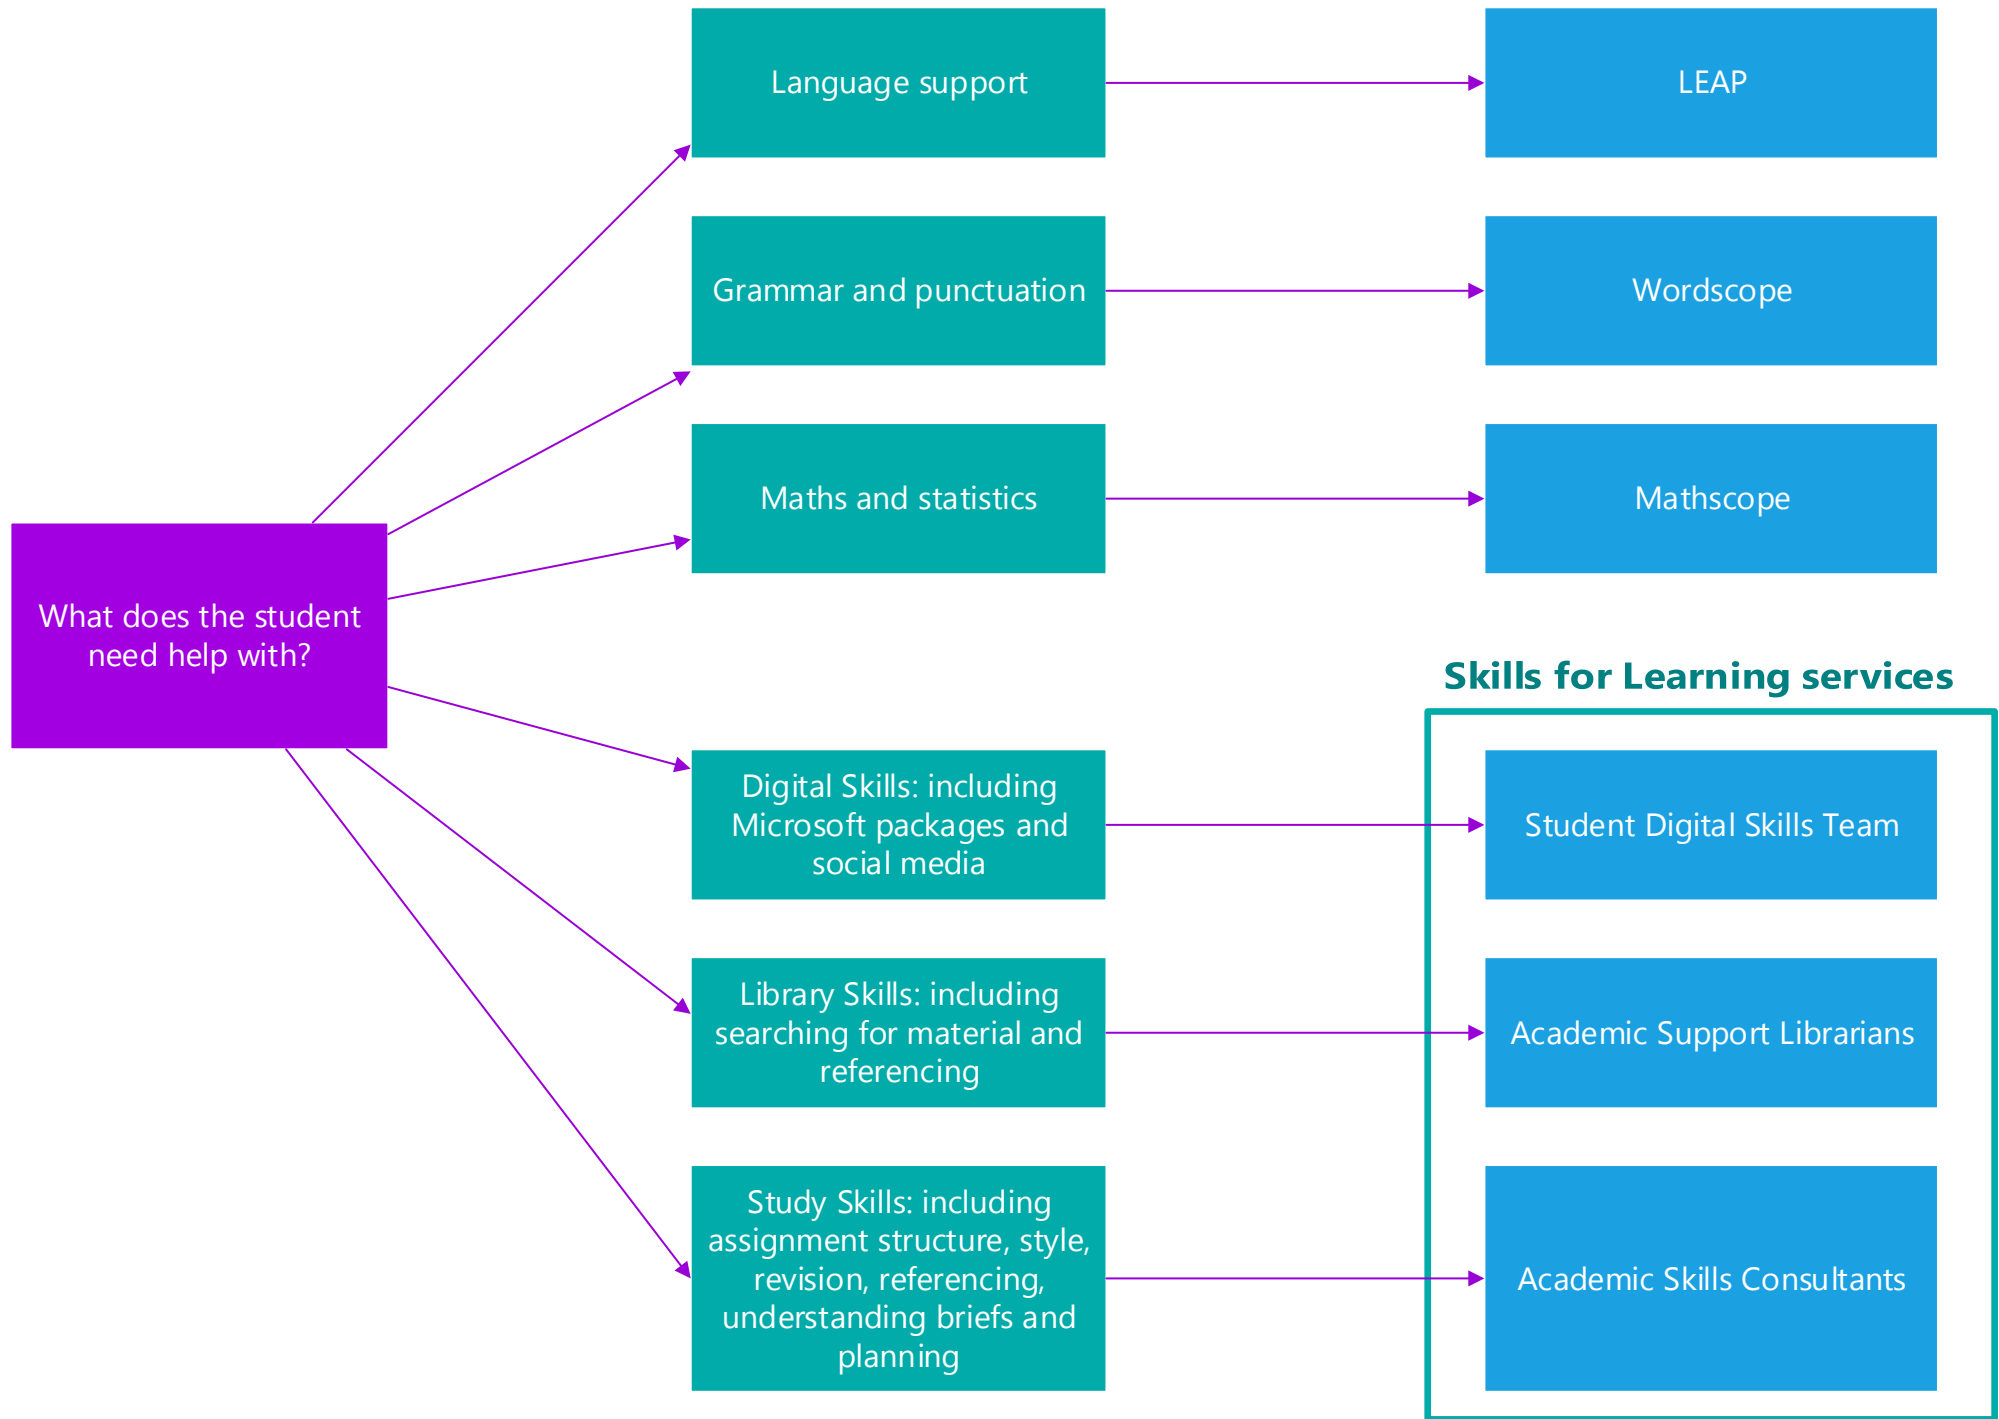 Language support
LEAP
Grammar and punctuation
Wordscope
Maths and statistics
Mathscope
What does the student
need help with?
Skills for Learning services
Digital Skills: including
Microsoft packages and
social media
Student Digital Skills Team
Library Skills: including
searching for material and
referencing
Academic Support Librarians
Study Skills: including
assignment structure, style,
revision, referencing,
understanding briefs and
planning
Academic Skills Consultants